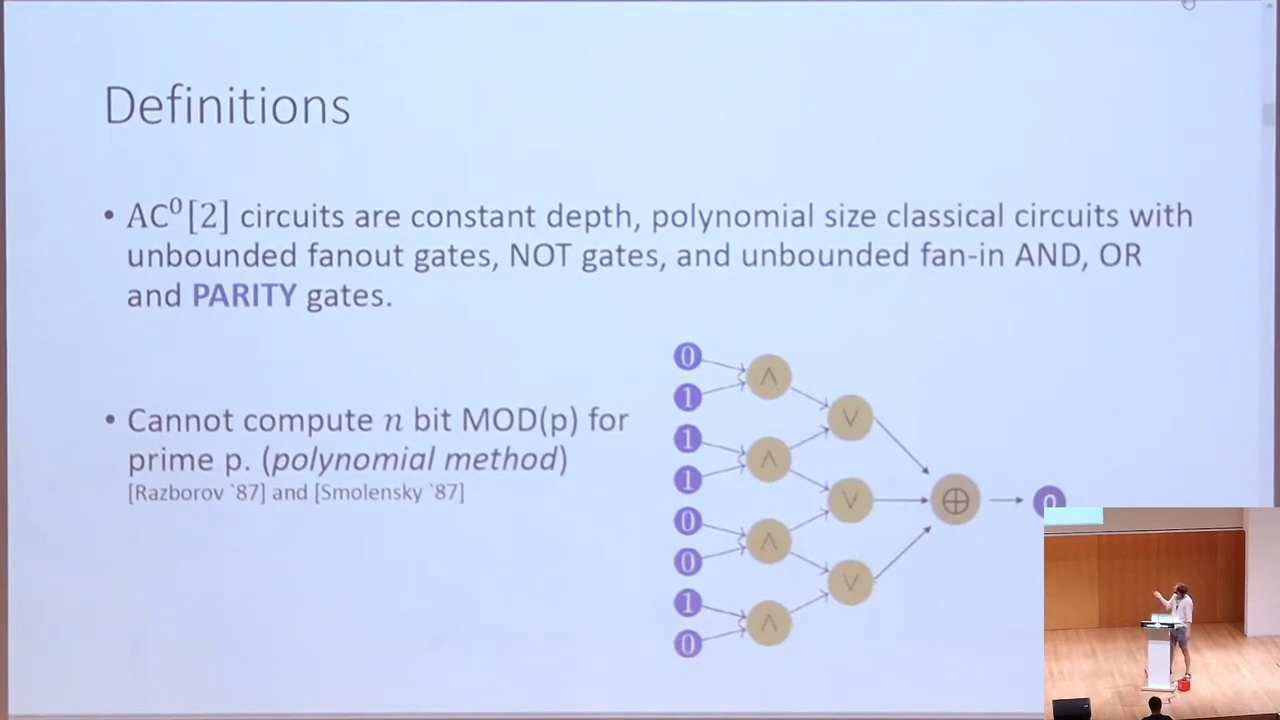 Definitions
• AC⁰[2] circuits are constant depth, polynomial size classical circuits with
unbounded fanout gates, NOT gates, and unbounded fan-in AND, OR
and PARITY gates.
• Cannot compute n bit MOD(p) for
prime p. (polynomial method)
[Razborov `87] and [Smolensky `87]
0
1
1
1
0
0
1
0
∧
∧
∧
∧
∨
∨
∨
⊕
0